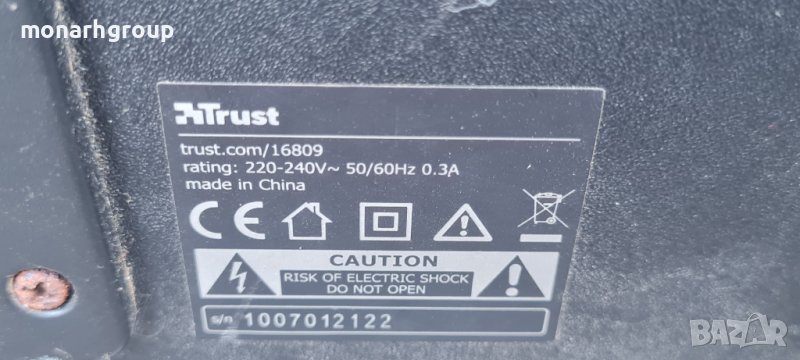 monarhgroup
Trust
trust.com/16809
rating: 220-240V~ 50/60Hz 0.3A
made in China
CE
CAUTION
RISK OF ELECTRIC SHOCK
DO NOT OPEN
s/n 1007012122
BAZAR